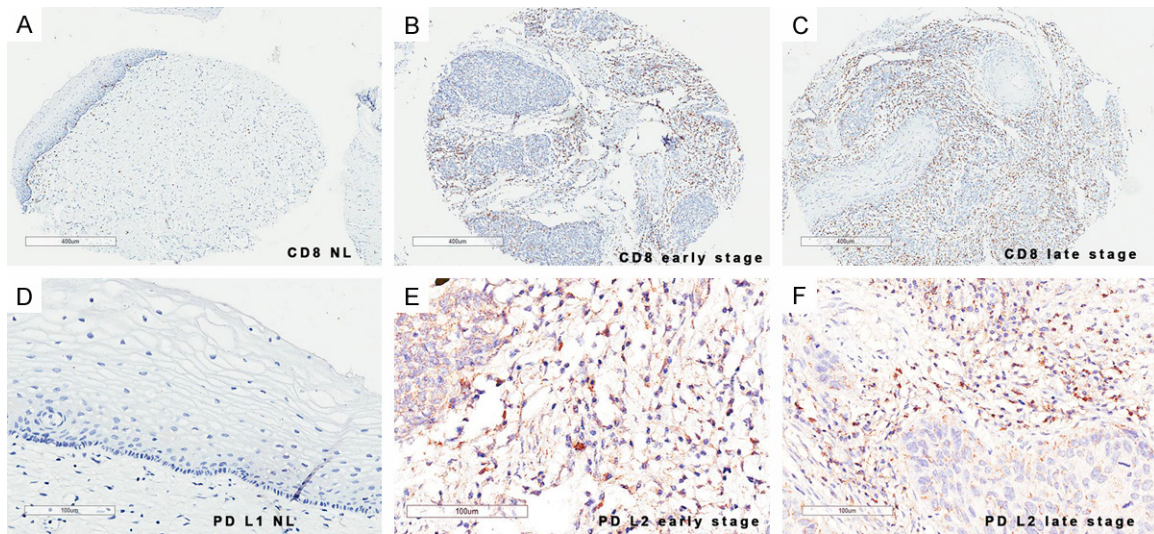 A
400um
CD8 NL
B
400um
CD8 early stage
C
400um
CD8 late stage
D
100um
PD L1 NL
E
100um
PD L2 early stage
F
100um
PD L2 late stage